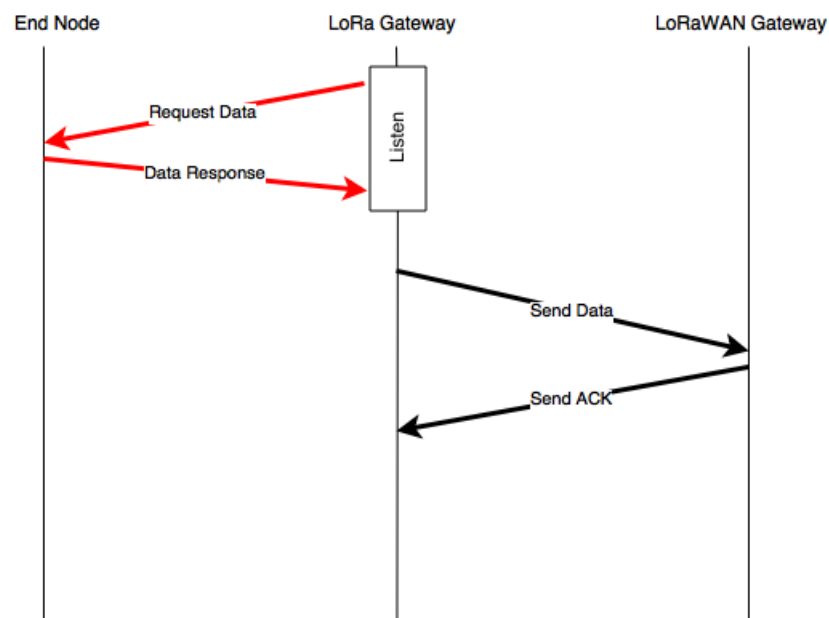 End Node
LoRa Gateway
LoRaWAN Gateway
Request Data
Listen
Data Response
Send Data
Send ACK